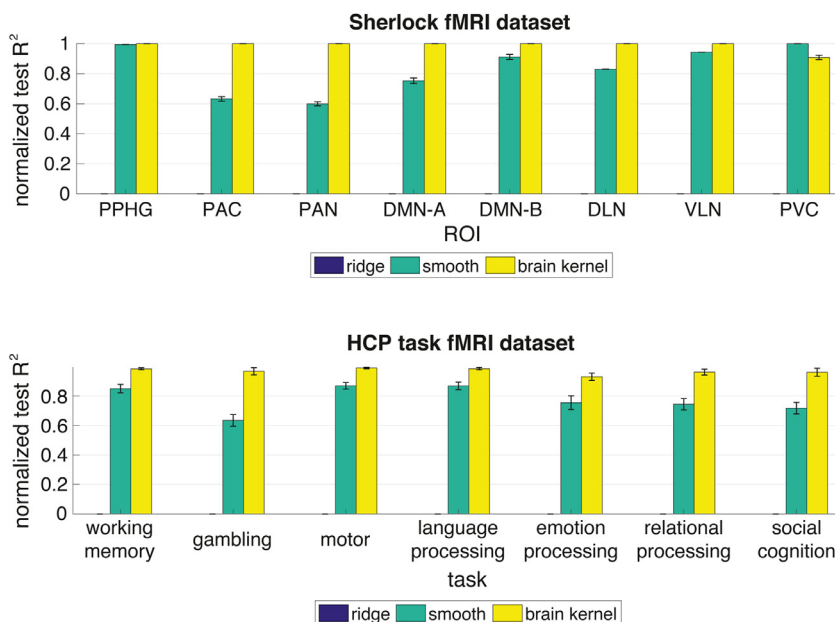 Sherlock fMRI dataset
normalized test R²
1
0.8
0.6
0.4
0.2
0
PPHG PAC PAN DMN-A DMN-B DLN VLN PVC
ROI
ridge smooth brain kernel
HCP task fMRI dataset
normalized test R²
0.8
0.6
0.4
0.2
0
working memory gambling motor language processing emotion processing relational processing social cognition
task
ridge smooth brain kernel